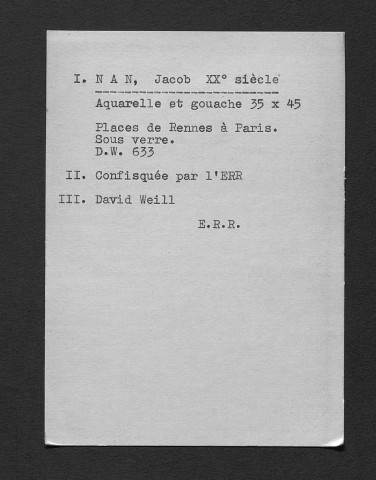 I. N A N, Jacob XX° siècle
Aquarelle et gouache 35 x 45
Places de Rennes à Paris.
Sous verre.
D.W. 633
II. Confisquée par l'ERR
III. David Weill
E.R.R.